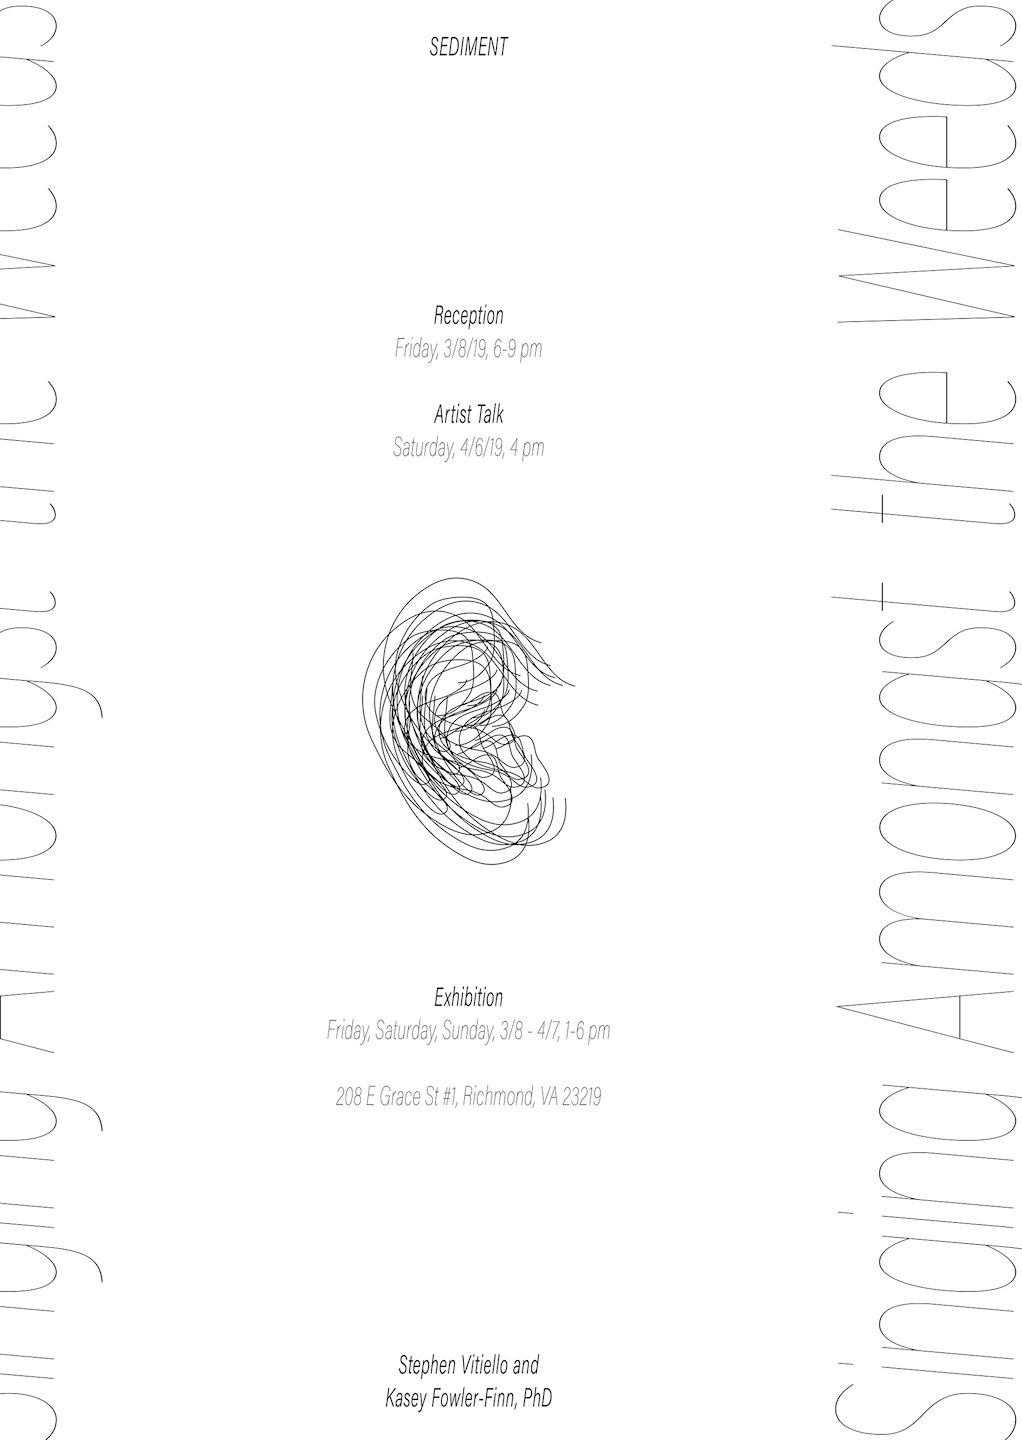 SEDIMENT
Reception
Friday, 3/8/19, 6-9 pm
Artist Talk
Saturday, 4/6/19, 4 pm
Exhibition
Friday, Saturday, Sunday, 3/8 - 4/7, 1-6 pm
208 E Grace St #1, Richmond, VA 23219
Stephen Vitiello and
Kasey Fowler-Finn, PhD
Singing Amongst the Weeds
Singing Amongst the Weeds